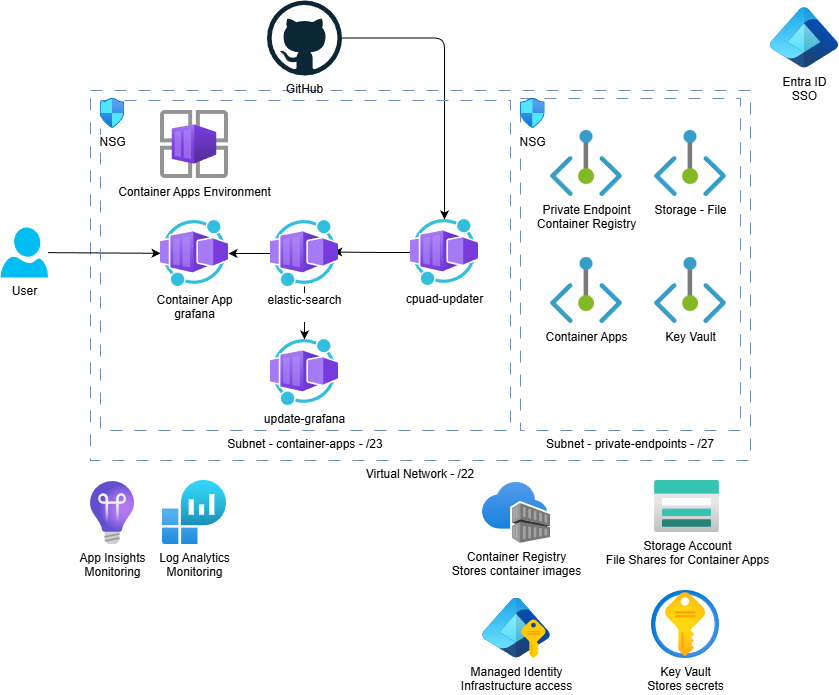 GitHub
Entra ID
SSO
NSG
NSG
Container Apps Environment
Private Endpoint
Container Registry
Storage - File
User
Container App
grafana
elastic-search
cpuad-updater
Container Apps
Key Vault
update-grafana
Subnet - container-apps - /23
Subnet - private-endpoints - /27
Virtual Network - /22
App Insights
Monitoring
Log Analytics
Monitoring
Container Registry
Stores container images
Storage Account
File Shares for Container Apps
Managed Identity
Infrastructure access
Key Vault
Stores secrets